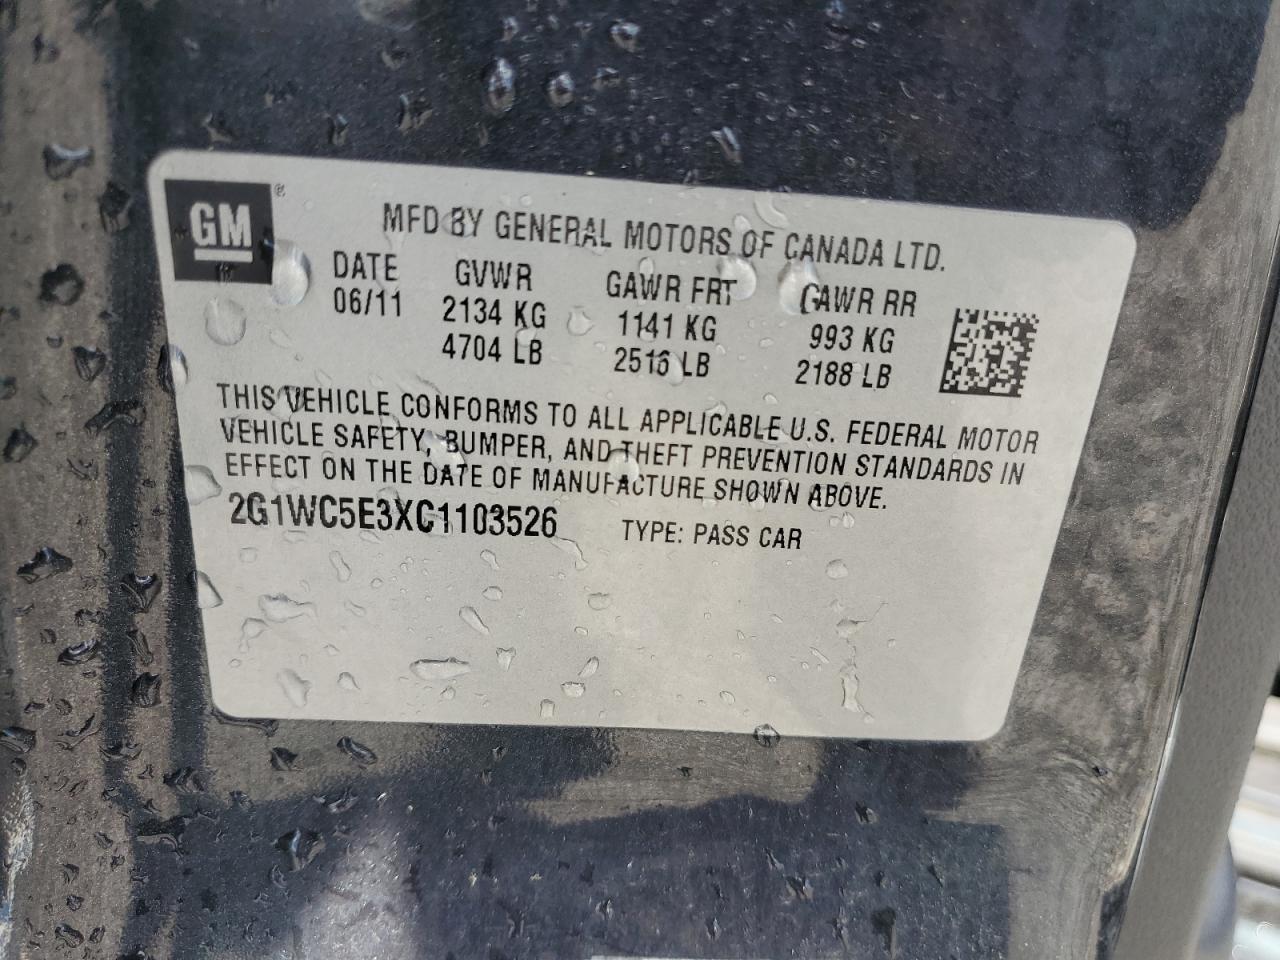 GM®
MFD BY GENERAL MOTORS OF CANADA LTD.
DATE GVWR GAWR FRT GAWR RR
06/11 2134 KG 1141 KG 993 KG
4704 LB 2516 LB 2188 LB
THIS VEHICLE CONFORMS TO ALL APPLICABLE U.S. FEDERAL MOTOR
VEHICLE SAFETY, BUMPER, AND THEFT PREVENTION STANDARDS IN
EFFECT ON THE DATE OF MANUFACTURE SHOWN ABOVE.
2G1WC5E3XC1103526 TYPE: PASS CAR